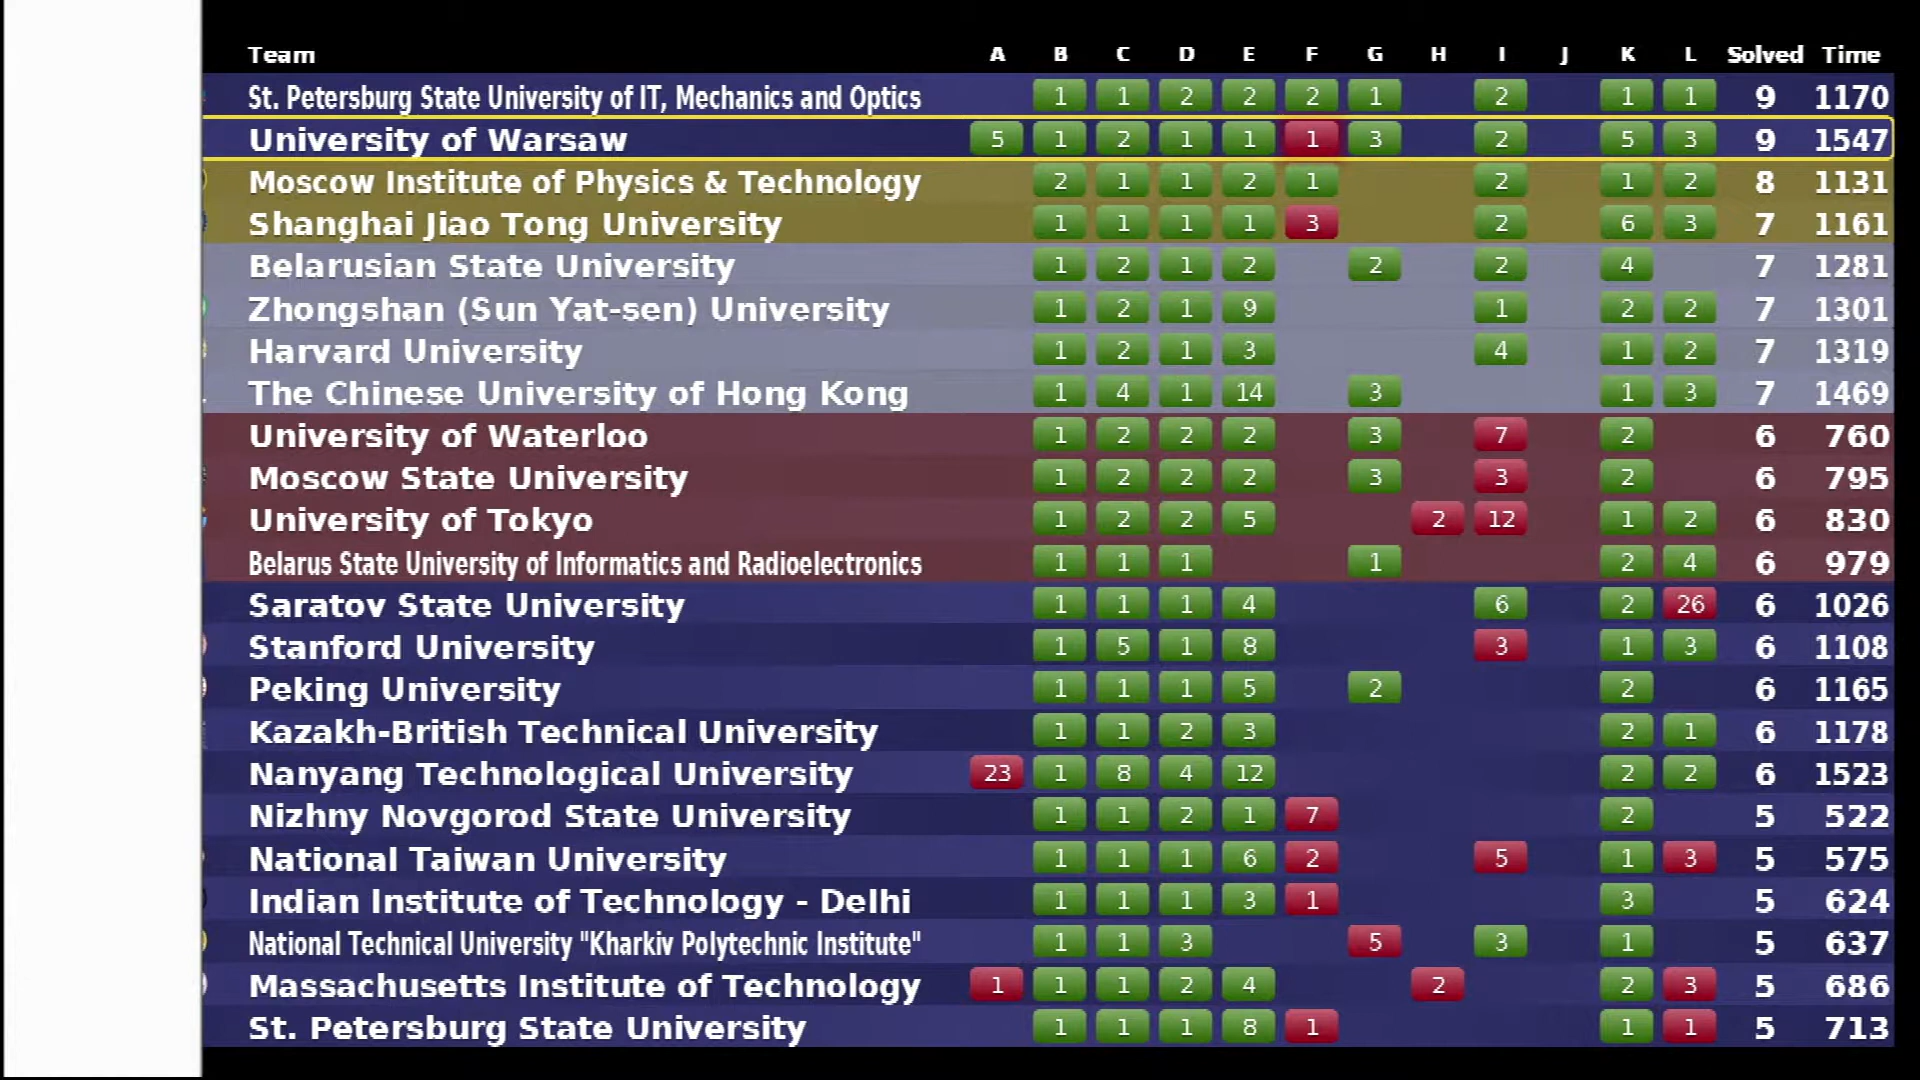 Team A B C D E F G H I J K L Solved Time
St. Petersburg State University of IT, Mechanics and Optics 1 1 2 2 2 1 2 1 1 9 1170
University of Warsaw 5 1 2 1 1 1 3 2 5 3 9 1547
Moscow Institute of Physics & Technology 2 1 1 2 1 2 1 2 8 1131
Shanghai Jiao Tong University 1 1 1 1 3 2 6 3 7 1161
Belarusian State University 1 2 1 2 2 2 4 7 1281
Zhongshan (Sun Yat-sen) University 1 2 1 9 1 2 2 7 1301
Harvard University 1 2 1 3 4 1 2 7 1319
The Chinese University of Hong Kong 1 4 1 14 3 1 3 7 1469
University of Waterloo 1 2 2 2 3 7 2 6 760
Moscow State University 1 2 2 2 3 3 2 6 795
University of Tokyo 1 2 2 5 2 12 1 2 6 830
Belarus State University of Informatics and Radioelectronics 1 1 1 1 2 4 6 979
Saratov State University 1 1 1 4 6 2 26 6 1026
Stanford University 1 5 1 8 3 1 3 6 1108
Peking University 1 1 1 5 2 2 6 1165
Kazakh-British Technical University 1 1 2 3 2 1 6 1178
Nanyang Technological University 23 1 8 4 12 2 2 6 1523
Nizhny Novgorod State University 1 1 2 1 7 2 5 522
National Taiwan University 1 1 1 6 2 5 1 3 5 575
Indian Institute of Technology - Delhi 1 1 1 3 1 3 5 624
National Technical University "Kharkiv Polytechnic Institute" 1 1 3 5 3 1 5 637
Massachusetts Institute of Technology 1 1 1 2 4 2 2 3 5 686
St. Petersburg State University 1 1 1 8 1 1 1 5 713